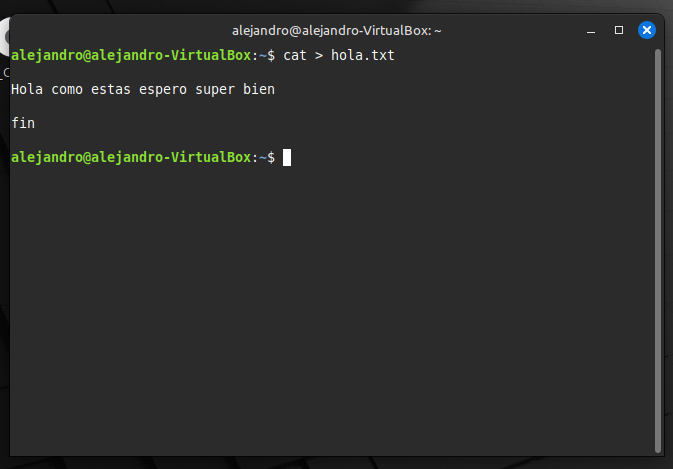 alejandro@alejandro-VirtualBox: ~
alejandro@alejandro-VirtualBox:~$ cat > hola.txt
Hola como estas espero super bien
fin
alejandro@alejandro-VirtualBox:~$